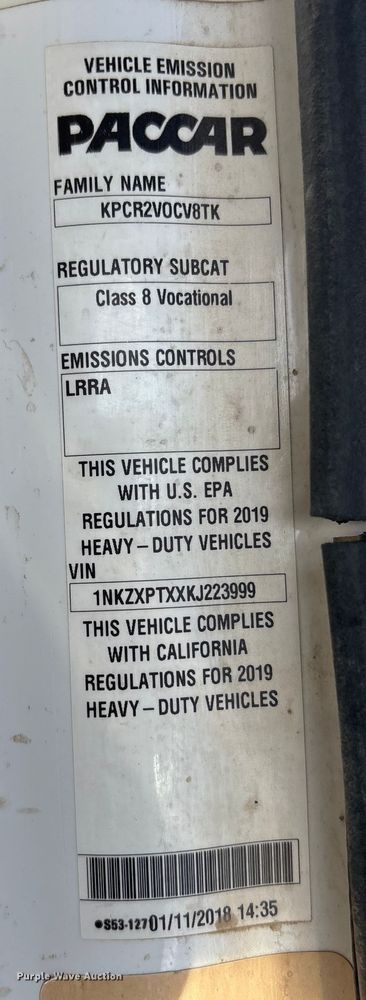 VEHICLE EMISSION
CONTROL INFORMATION
PACCAR
FAMILY NAME
KPCR2VOCV8TK
REGULATORY SUBCAT
Class 8 Vocational
EMISSIONS CONTROLS
LRRA
THIS VEHICLE COMPLIES
WITH U.S. EPA
REGULATIONS FOR 2019
HEAVY – DUTY VEHICLES
VIN
1NKZXPTXXKJ223999
THIS VEHICLE COMPLIES
WITH CALIFORNIA
REGULATIONS FOR 2019
HEAVY – DUTY VEHICLES
•S53-127 01/11/2018 14:35
Purple Wave Auction